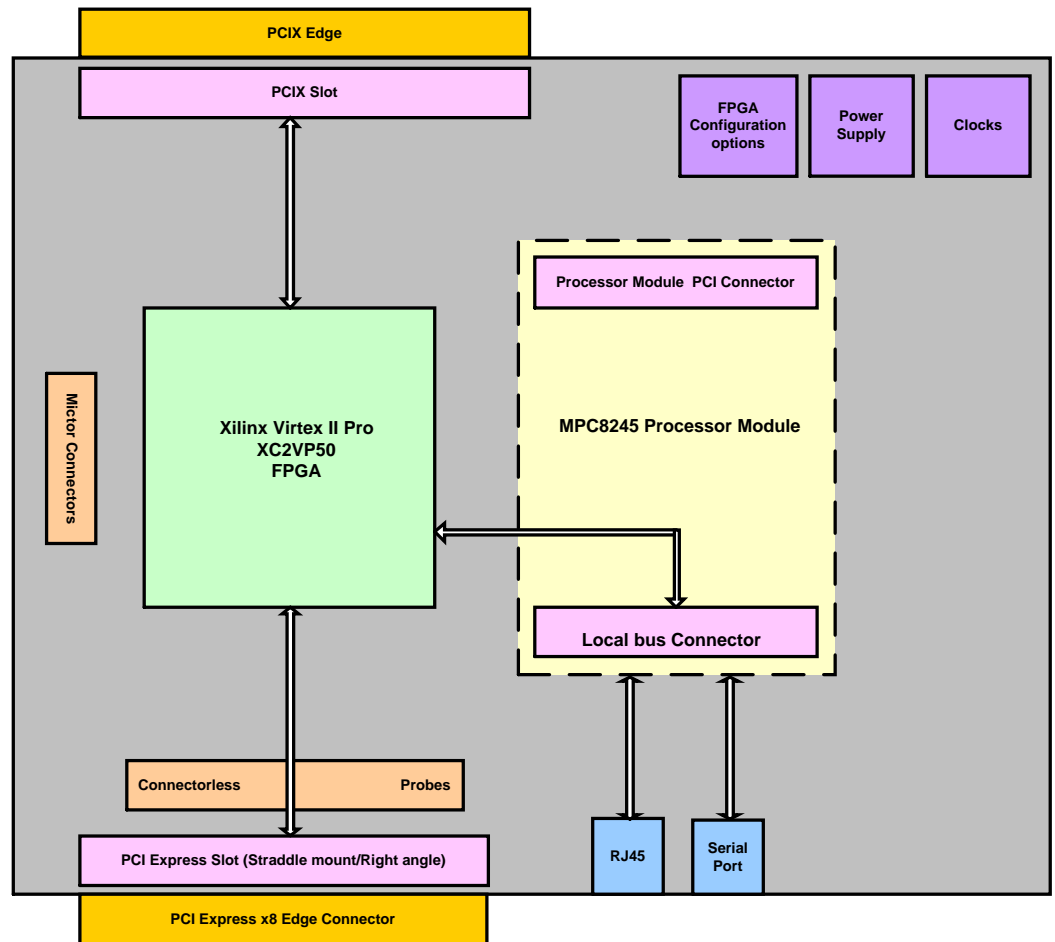 PCIX Edge
PCIX Slot
FPGA
Configuration
options
Power
Supply
Clocks
Processor Module PCI Connector
Mictor Connectors
Xilinx Virtex II Pro
XC2VP50
FPGA
MPC8245 Processor Module
Local bus Connector
Connectorless Probes
PCI Express Slot (Straddle mount/Right angle)
RJ45
Serial
Port
PCI Express x8 Edge Connector